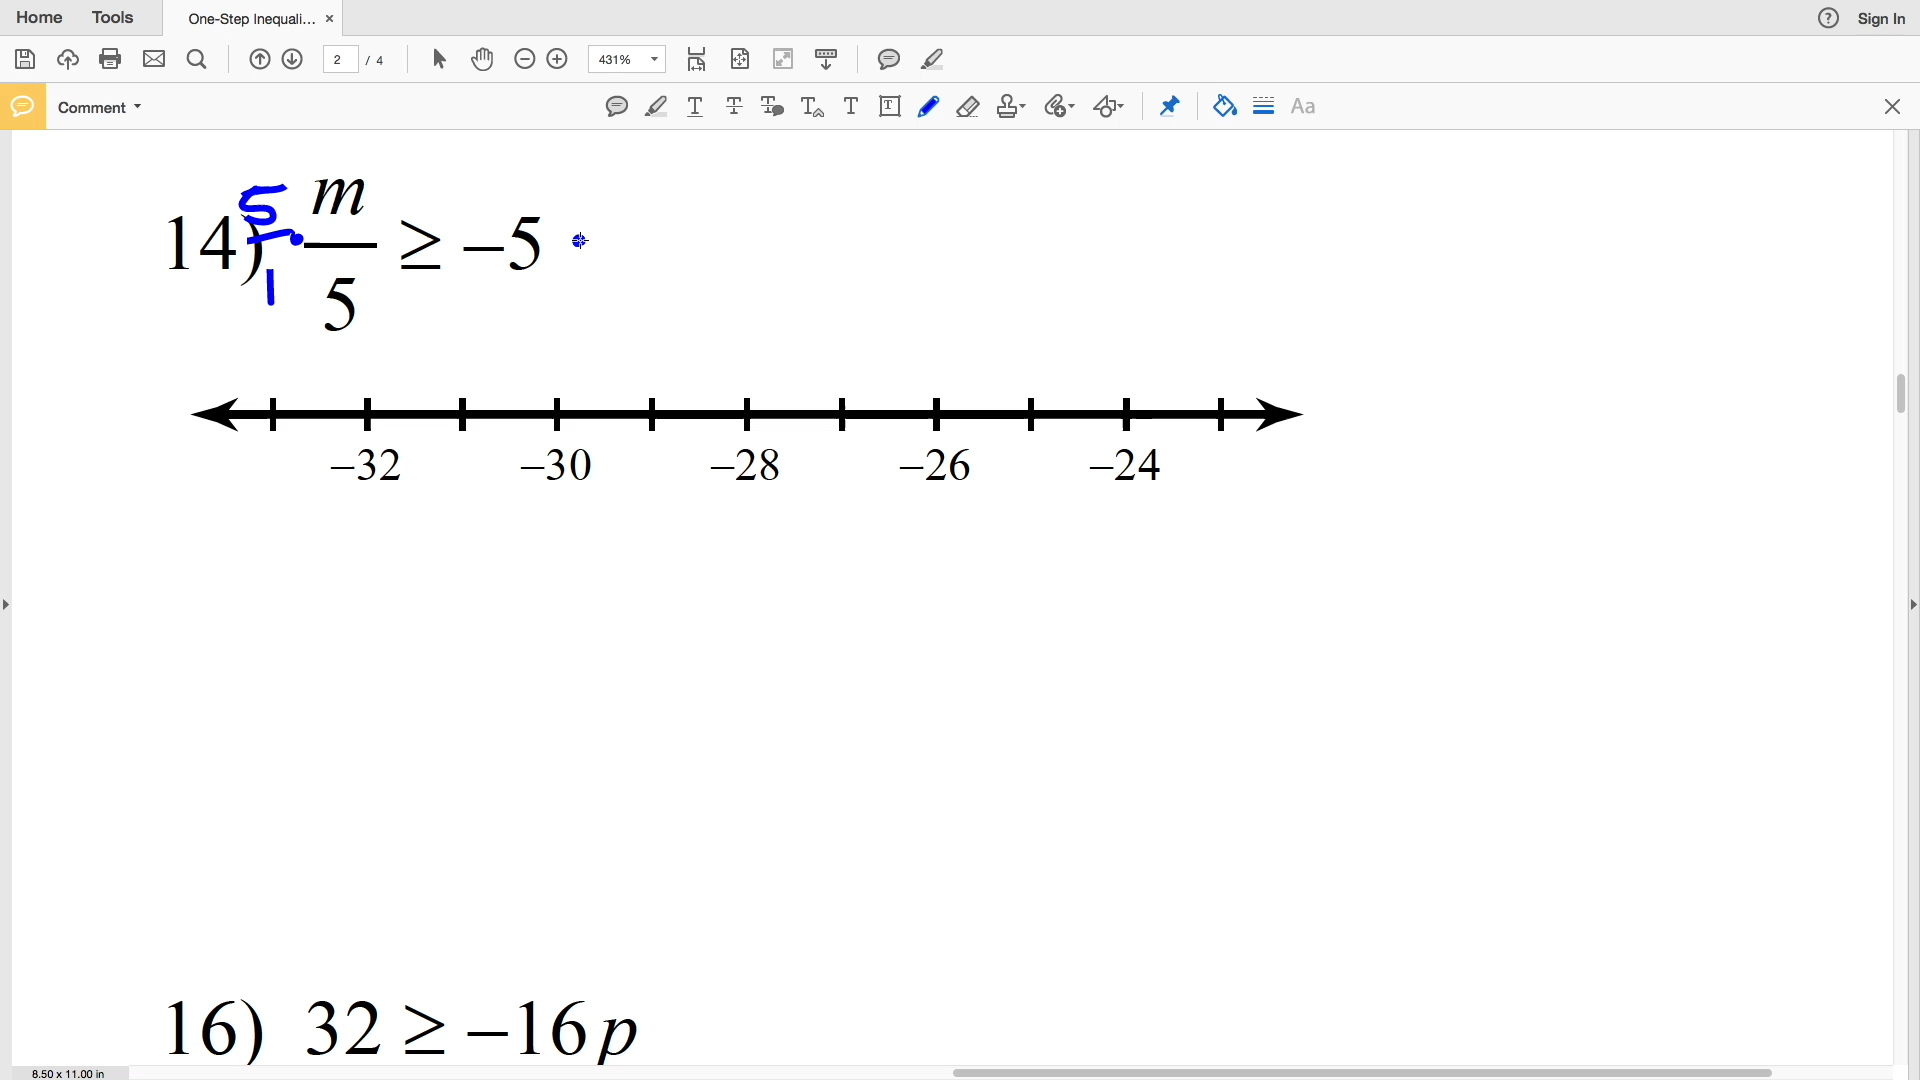 Home Tools One-Step Inequali... × ? Sign In
2 / 4 431%
Comment T T T T T T Aa
5 m
14) · — ≥ –5 ·
1 5
–32 –30 –28 –26 –24
16) 32 ≥ –16p
8.50 x 11.00 in